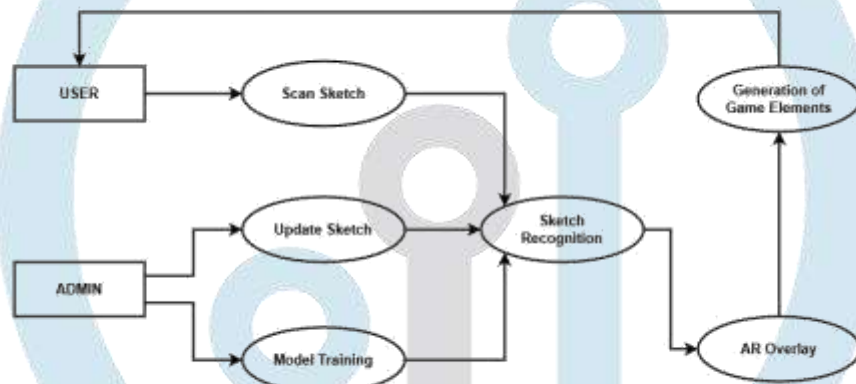 USER
Scan Sketch
Generation of
Game Elements
Update Sketch
Sketch
Recognition
ADMIN
Model Training
AR Overlay